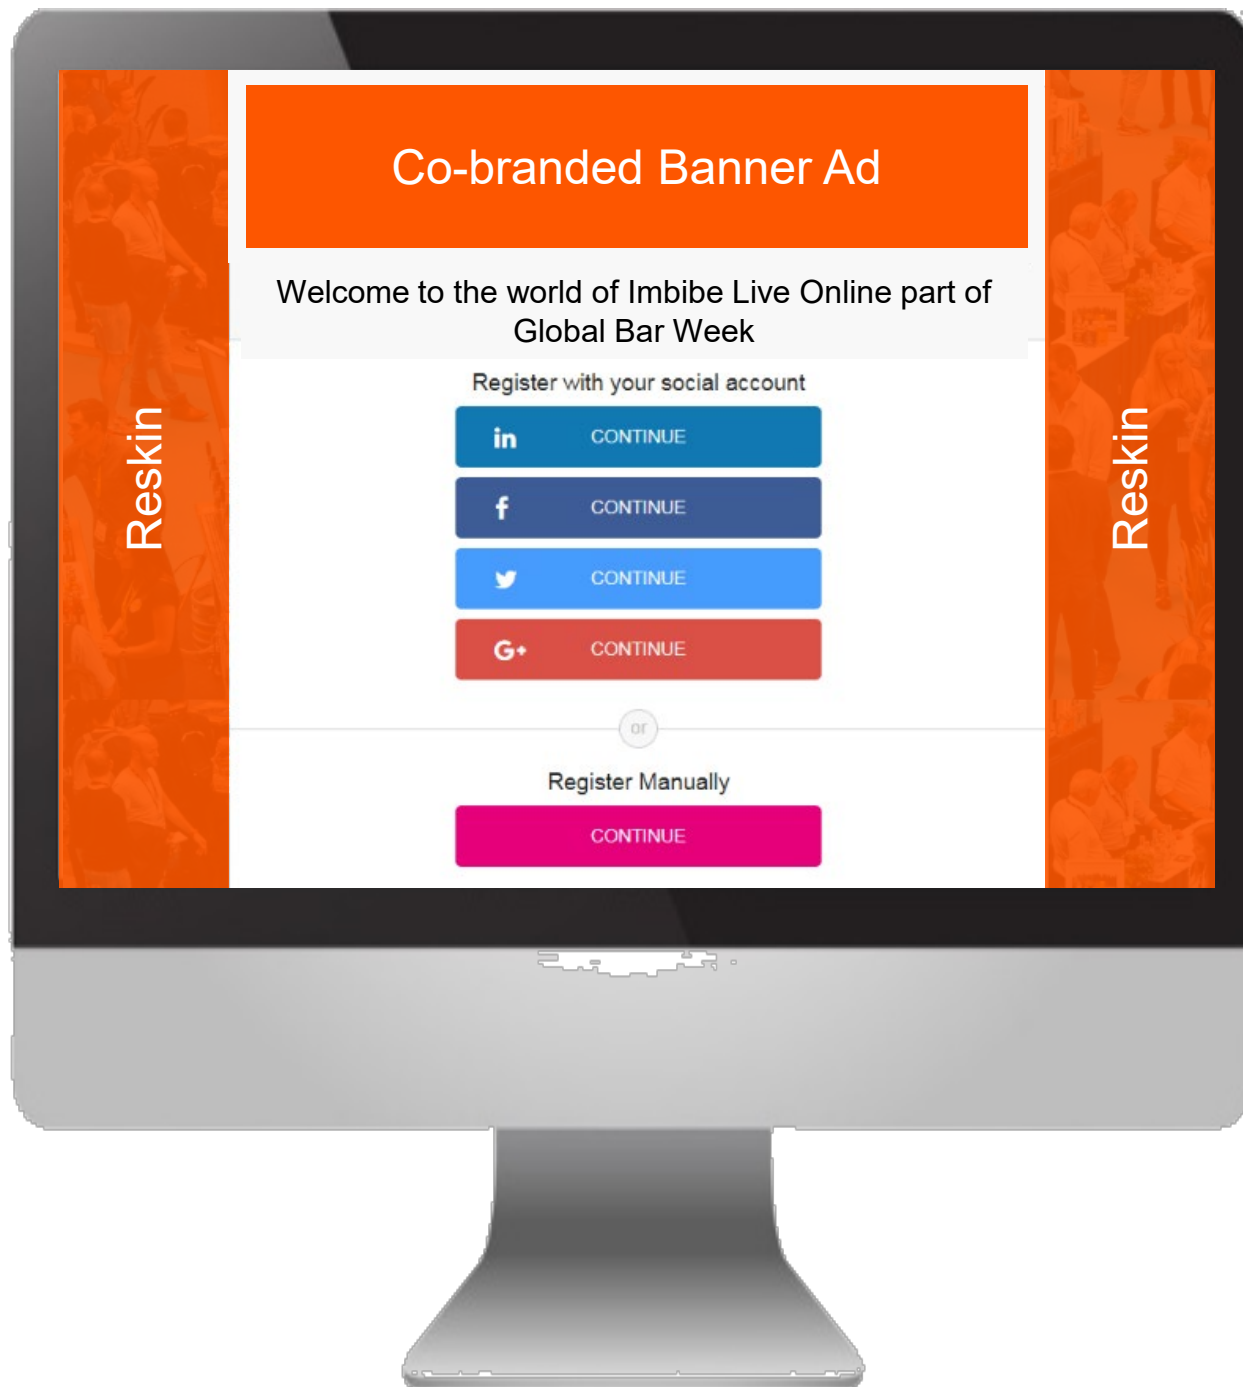 Co-branded Banner Ad
Welcome to the world of Imbibe Live Online part of
Global Bar Week
Reskin
Reskin
Register with your social account
in CONTINUE
f CONTINUE
CONTINUE
G+ CONTINUE
or
Register Manually
CONTINUE